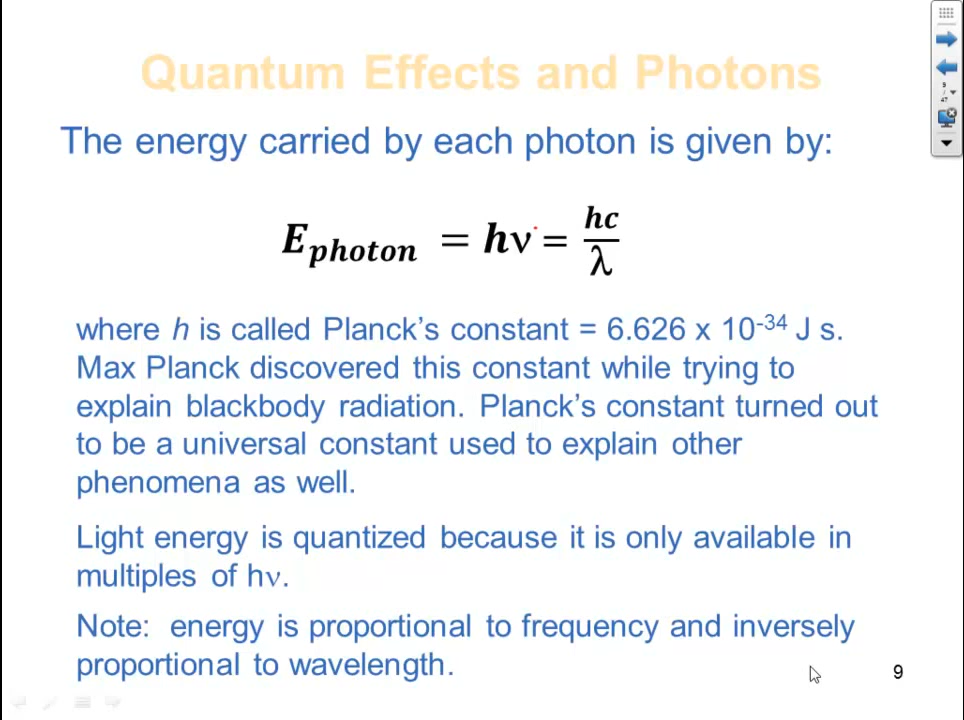 Quantum Effects and Photons
The energy carried by each photon is given by:
E_photon = hν = hc/λ
where h is called Planck’s constant = 6.626 x 10⁻³⁴ J s.
Max Planck discovered this constant while trying to
explain blackbody radiation. Planck’s constant turned out
to be a universal constant used to explain other
phenomena as well.
Light energy is quantized because it is only available in
multiples of hν.
Note: energy is proportional to frequency and inversely
proportional to wavelength.
9
9
/
47